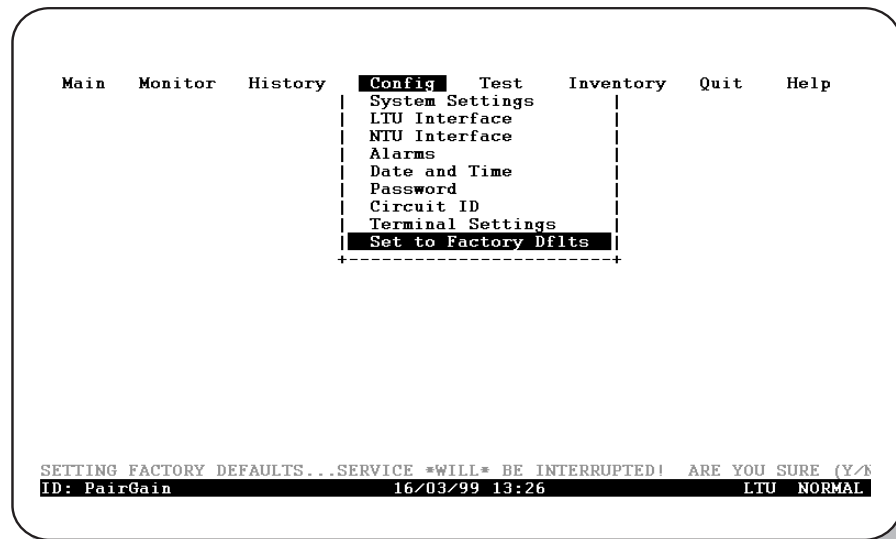 Main Monitor History Config Test Inventory Quit Help
System Settings
LTU Interface
NTU Interface
Alarms
Date and Time
Password
Circuit ID
Terminal Settings
Set to Factory Dflts
SETTING FACTORY DEFAULTS...SERVICE *WILL* BE INTERRUPTED! ARE YOU SURE (Y/N
ID: PairGain 16/03/99 13:26 LTU NORMAL